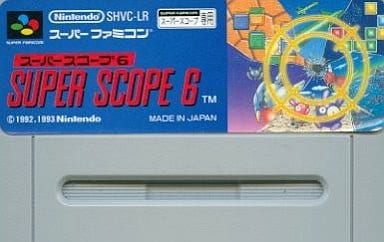 Nintendo SHVC-LR
スーパースコープ 専用
SUPER FAMICOM
スーパーファミコン
スーパースコープ6
SUPER SCOPE 6 TM
©1992,1993 Nintendo MADE IN JAPAN